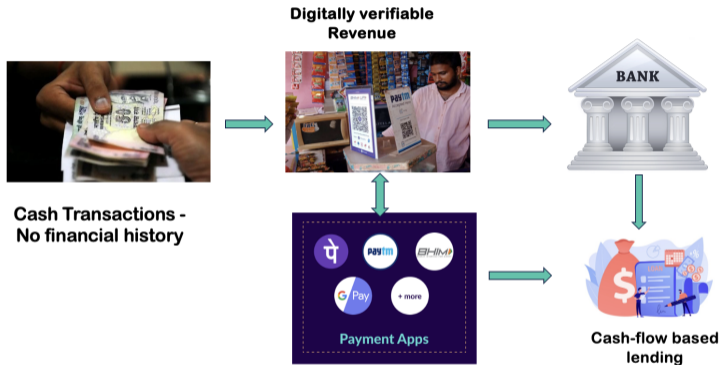 Digitally verifiable
Revenue
BANK
Paytm
Cash Transactions -
No financial history
पे
Paytm
BHIM
G Pay
+ more
Payment Apps
Cash-flow based
lending